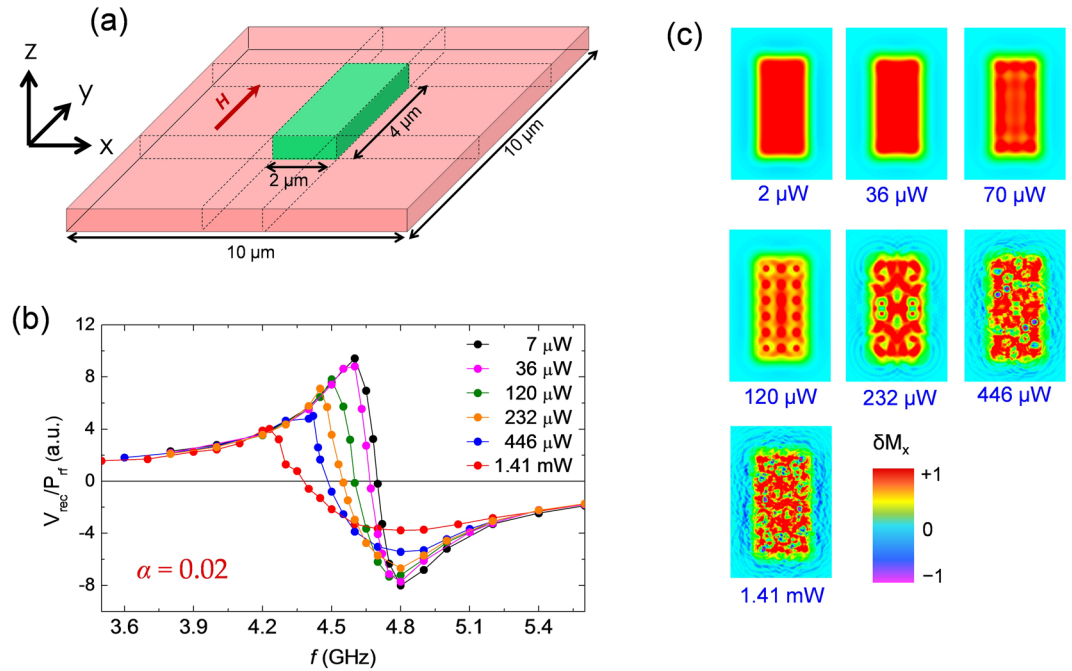 (a)
z
y
x
H
4 μm
2 μm
10 μm
10 μm
(b)
V_rec/P_rf (a.u.)
12
8
4
0
-4
-8
7 μW
36 μW
120 μW
232 μW
446 μW
1.41 mW
α = 0.02
3.6 3.9 4.2 4.5 4.8 5.1 5.4
f (GHz)
(c)
2 μW 36 μW 70 μW
120 μW 232 μW 446 μW
1.41 mW
δM_x
+1
0
−1